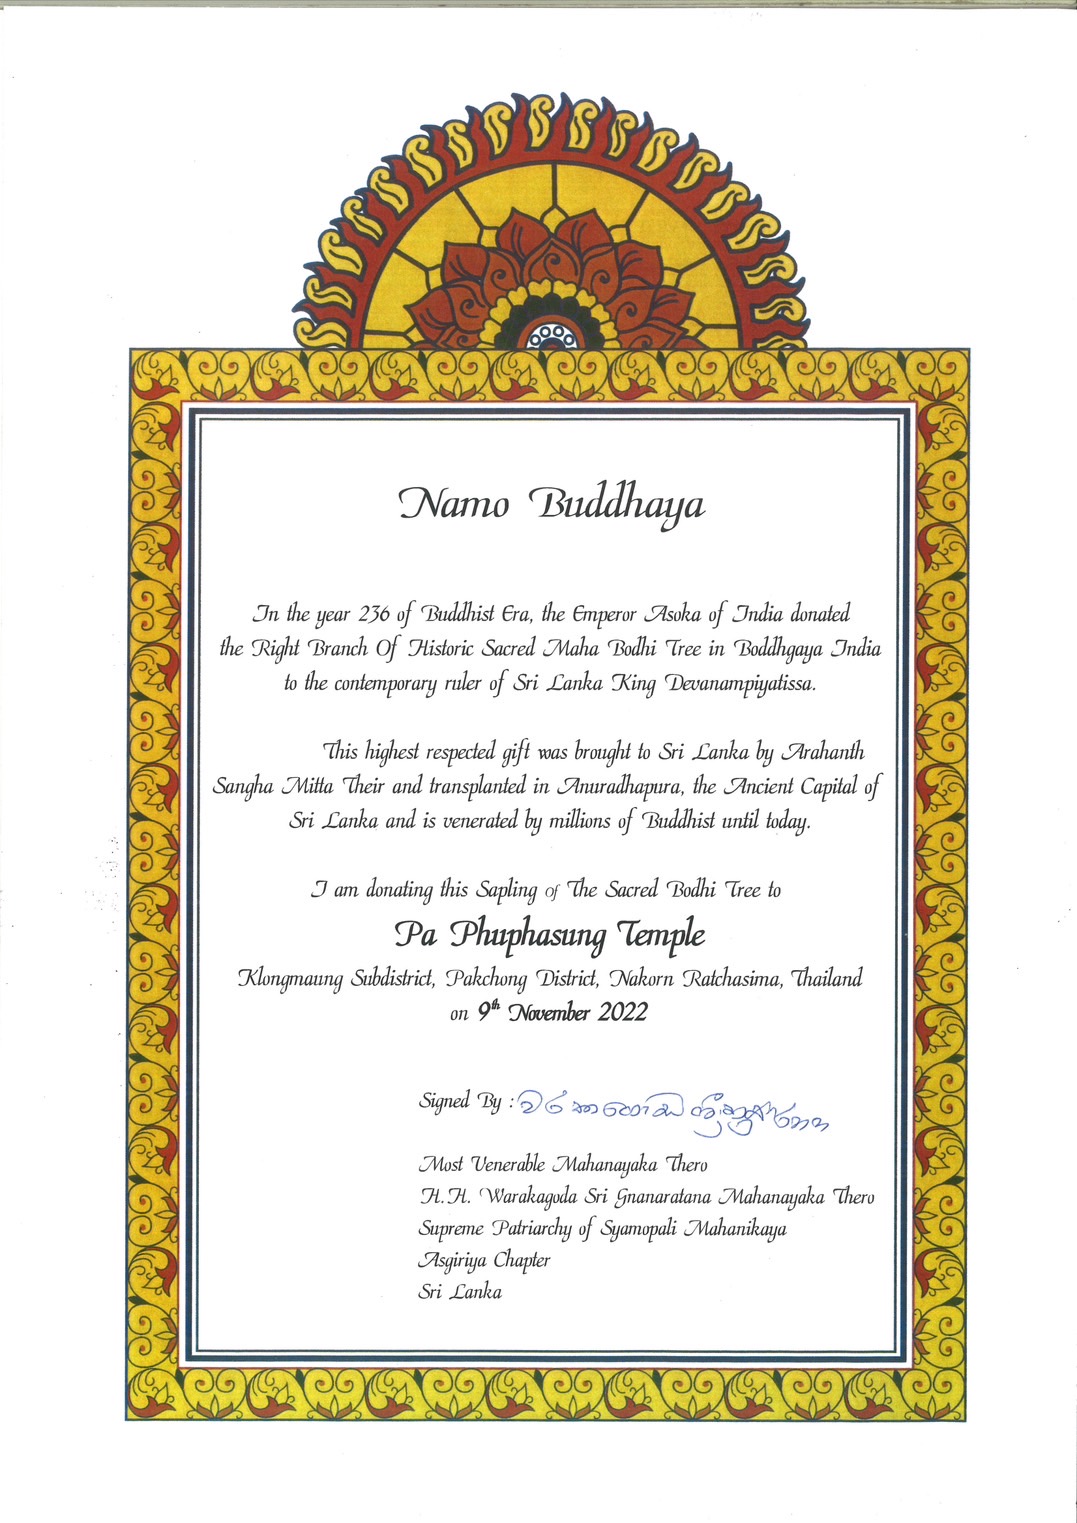 Namo Buddhaya
In the year 236 of Buddhist Era, the Emperor Asoka of India donated
the Right Branch Of Historic Sacred Maha Bodhi Tree in Boddhgaya India
to the contemporary ruler of Sri Lanka King Devanampiyatissa.
This highest respected gift was brought to Sri Lanka by Arahanth
Sangha Mitta Their and transplanted in Anuradhapura, the Ancient Capital of
Sri Lanka and is venerated by millions of Buddhist until today.
I am donating this Sapling of The Sacred Bodhi Tree to
Pa Phuphasung Temple
Klongmaung Subdistrict, Pakchong District, Nakorn Ratchasima, Thailand
on 9th November 2022
Signed By :
Most Venerable Mahanayaka Thero
H.H. Warakagoda Sri Gnanaratana Mahanayaka Thero
Supreme Patriarchy of Syamopali Mahanikaya
Asgiriya Chapter
Sri Lanka